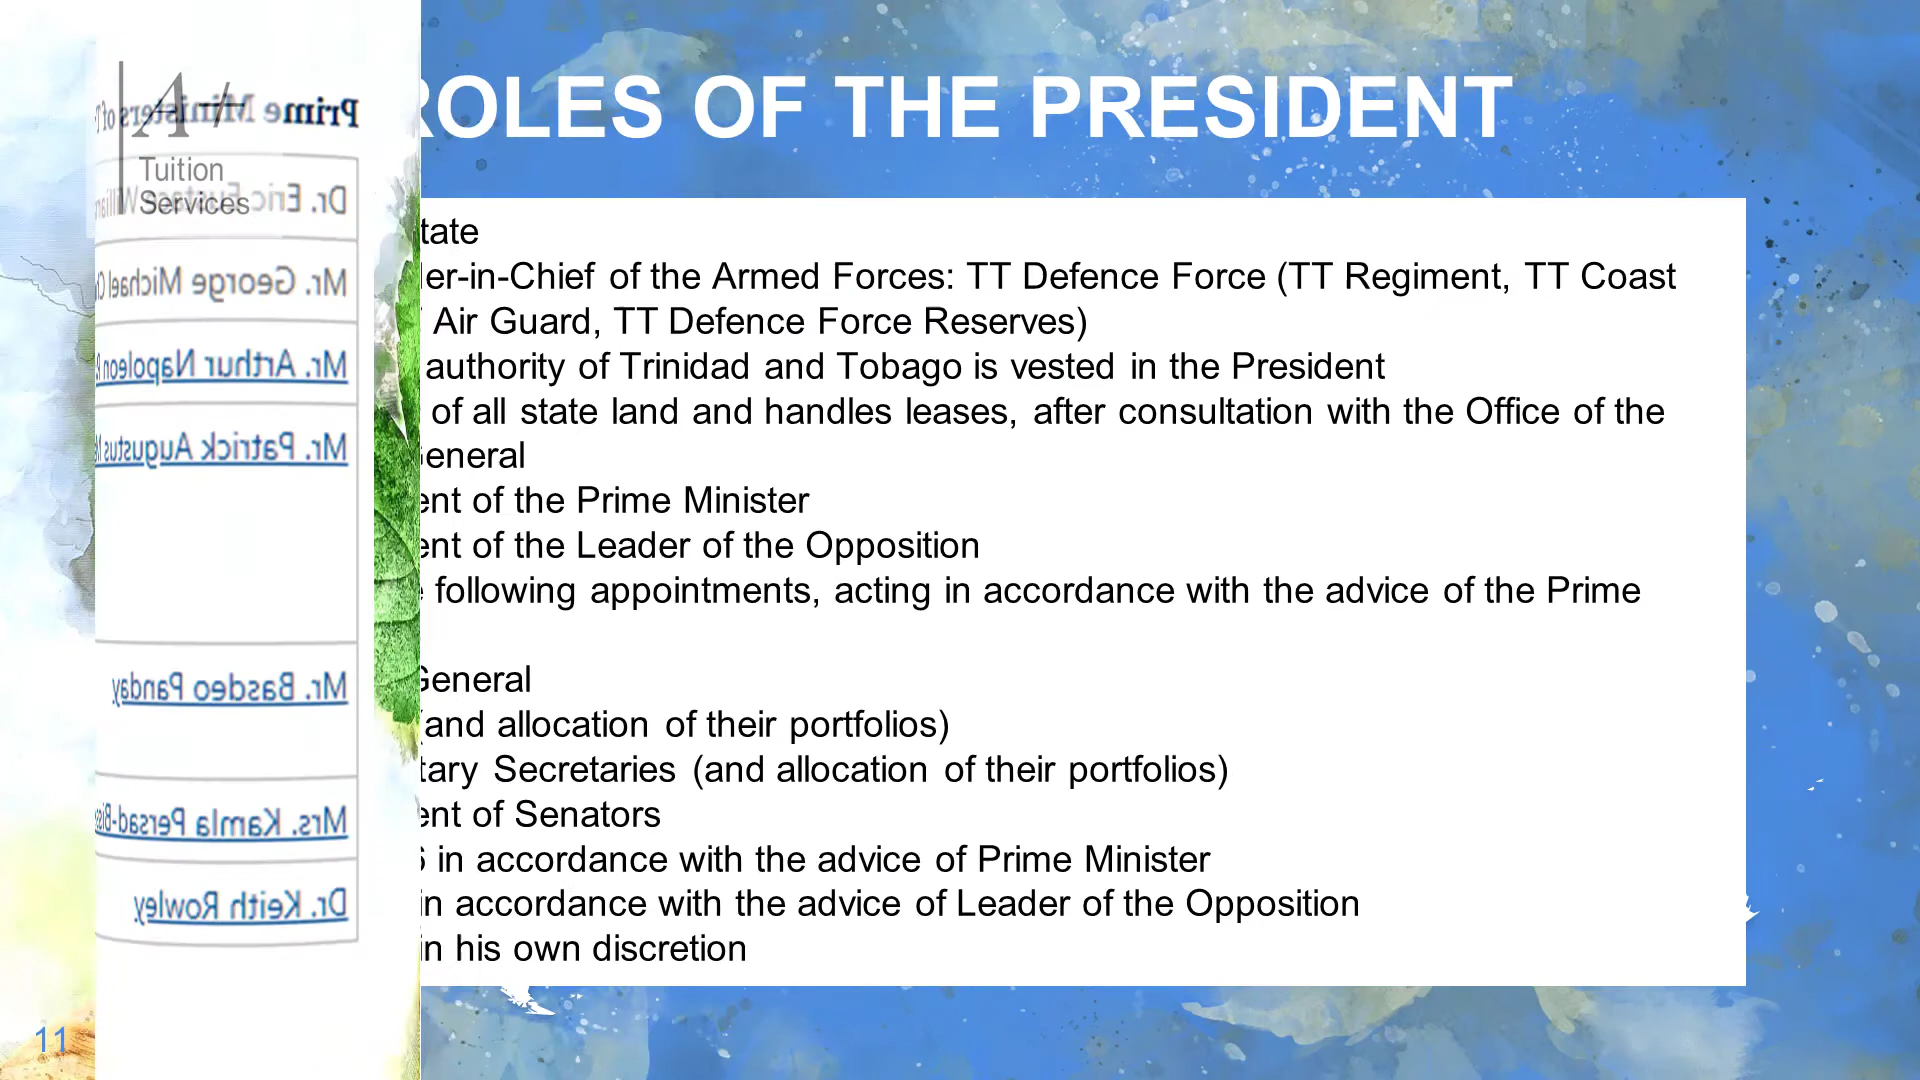 A+
Tuition
Services
Prime Ministers of
Dr. Eric Eustace
Mr. George Michael
Mr. Arthur Napoleon
Mr. Patrick Augustus
Mr. Basdeo Panday
Mrs. Kamla
Dr. Keith Rowley
11
ROLES OF THE PRESIDENT
tate
er-in-Chief of the Armed Forces: TT Defence Force (TT Regiment, TT Coast
Air Guard, TT Defence Force Reserves)
authority of Trinidad and Tobago is vested in the President
of all state land and handles leases, after consultation with the Office of the
General
ent of the Prime Minister
ent of the Leader of the Opposition
following appointments, acting in accordance with the advice of the Prime
General
(and allocation of their portfolios)
tary Secretaries (and allocation of their portfolios)
ent of Senators
6 in accordance with the advice of Prime Minister
in accordance with the advice of Leader of the Opposition
in his own discretion